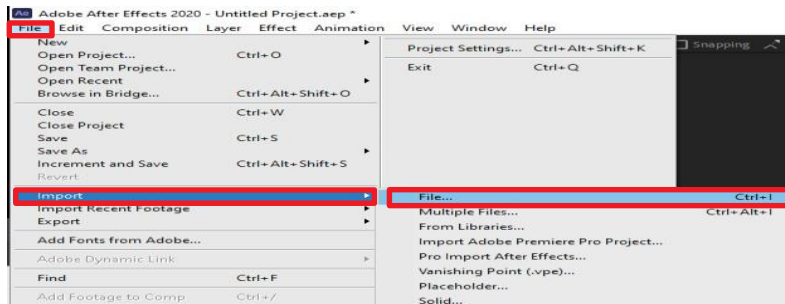 Ae Adobe After Effects 2020 - Untitled Project.aep *
File Edit Composition Layer Effect Animation View Window Help
New
Open Project... Ctrl+O
Open Team Project...
Open Recent
Browse in Bridge... Ctrl+Alt+Shift+O
Close Ctrl+W
Close Project
Save Ctrl+S
Save As
Increment and Save Ctrl+Alt+Shift+S
Revert
Import
Import Recent Footage
Export
Add Fonts from Adobe...
Adobe Dynamic Link
Find Ctrl+F
Add Footage to Comp Ctrl+/
Project Settings... Ctrl+Alt+Shift+K
Exit Ctrl+Q
Snapping
File... Ctrl+I
Multiple Files... Ctrl+Alt+I
From Libraries...
Import Adobe Premiere Pro Project...
Pro Import After Effects...
Vanishing Point (.vpe)...
Placeholder...
Solid...